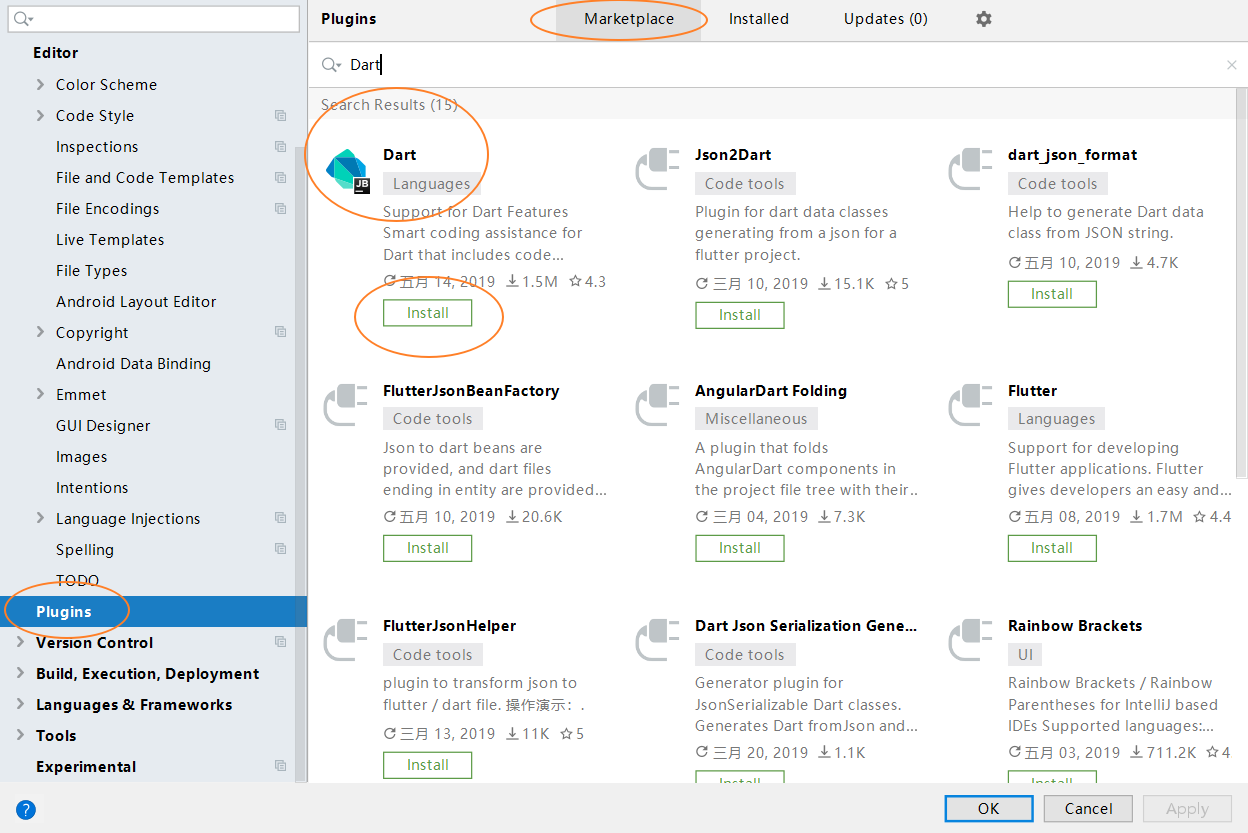 Editor
Color Scheme
Code Style
Inspections
File and Code Templates
File Encodings
Live Templates
File Types
Android Layout Editor
Copyright
Android Data Binding
Emmet
GUI Designer
Images
Intentions
Language Injections
Spelling
TODO
Plugins
Version Control
Build, Execution, Deployment
Languages & Frameworks
Tools
Experimental
?
Plugins
Marketplace
Installed
Updates (0)
Dart
Search Results (15)
Dart
JB
Languages
Support for Dart Features
Smart coding assistance for
Dart that includes code...
五月 14, 2019 1.5M 4.3
Install
Json2Dart
Code tools
Plugin for dart data classes
generating from a json for a
flutter project.
三月 10, 2019 15.1K 5
Install
dart_json_format
Code tools
Help to generate Dart data
class from JSON string.
五月 10, 2019 4.7K
Install
FlutterJsonBeanFactory
Code tools
Json to dart beans are
provided, and dart files
ending in entity are provided...
五月 10, 2019 20.6K
Install
AngularDart Folding
Miscellaneous
A plugin that folds
AngularDart components in
the project file tree with their..
三月 04, 2019 7.3K
Install
Flutter
Languages
Support for developing
Flutter applications. Flutter
gives developers an easy and...
五月 08, 2019 1.7M 4.4
Install
FlutterJsonHelper
Code tools
plugin to transform json to
flutter / dart file. 操作演示：.
三月 13, 2019 11K 5
Install
Dart Json Serialization Gene...
Code tools
Generator plugin for
JsonSerializable Dart classes.
Generates Dart fromJson and...
三月 20, 2019 1.1K
Install
Rainbow Brackets
UI
Rainbow Brackets / Rainbow
Parentheses for IntelliJ based
IDEs Supported languages:...
五月 03, 2019 711.2K 4
Install
OK
Cancel
Apply